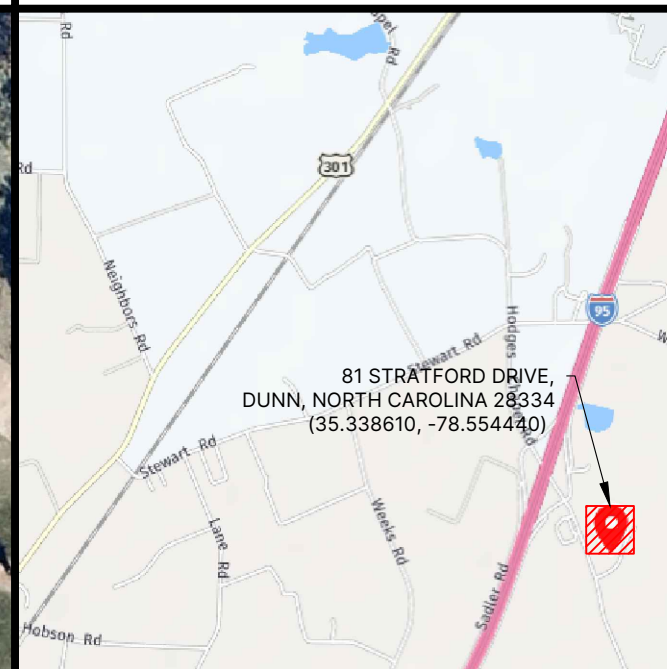 Rd
Rd
Rd
301
Neighbors Rd
Hodges Rd
95
Stewart Rd
81 STRATFORD DRIVE,
DUNN, NORTH CAROLINA 28334
(35.338610, -78.554440)
Stewart Rd
Weeks Rd
Lane Rd
Sadler Rd
Hobson Rd